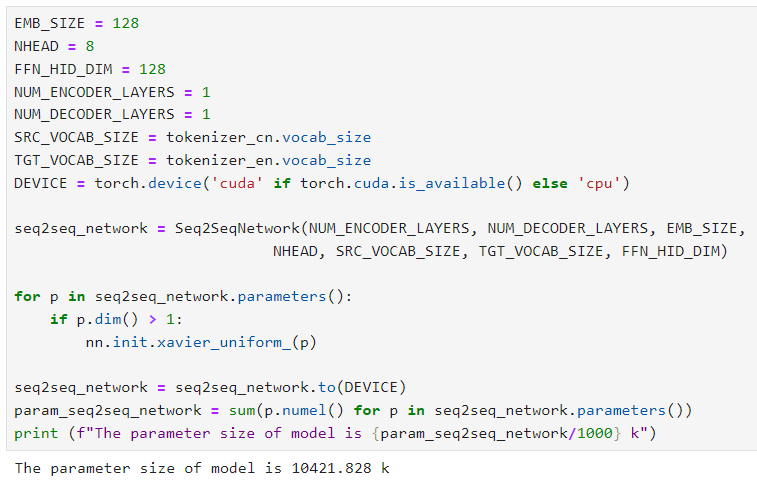 EMB_SIZE = 128
NHEAD = 8
FFN_HID_DIM = 128
NUM_ENCODER_LAYERS = 1
NUM_DECODER_LAYERS = 1
SRC_VOCAB_SIZE = tokenizer_cn.vocab_size
TGT_VOCAB_SIZE = tokenizer_en.vocab_size
DEVICE = torch.device('cuda' if torch.cuda.is_available() else 'cpu')
seq2seq_network = Seq2SeqNetwork(NUM_ENCODER_LAYERS, NUM_DECODER_LAYERS, EMB_SIZE,
                              NHEAD, SRC_VOCAB_SIZE, TGT_VOCAB_SIZE, FFN_HID_DIM)
for p in seq2seq_network.parameters():
    if p.dim() > 1:
        nn.init.xavier_uniform_(p)
seq2seq_network = seq2seq_network.to(DEVICE)
param_seq2seq_network = sum(p.numel() for p in seq2seq_network.parameters())
print (f"The parameter size of model is {param_seq2seq_network/1000} k")
The parameter size of model is 10421.828 k